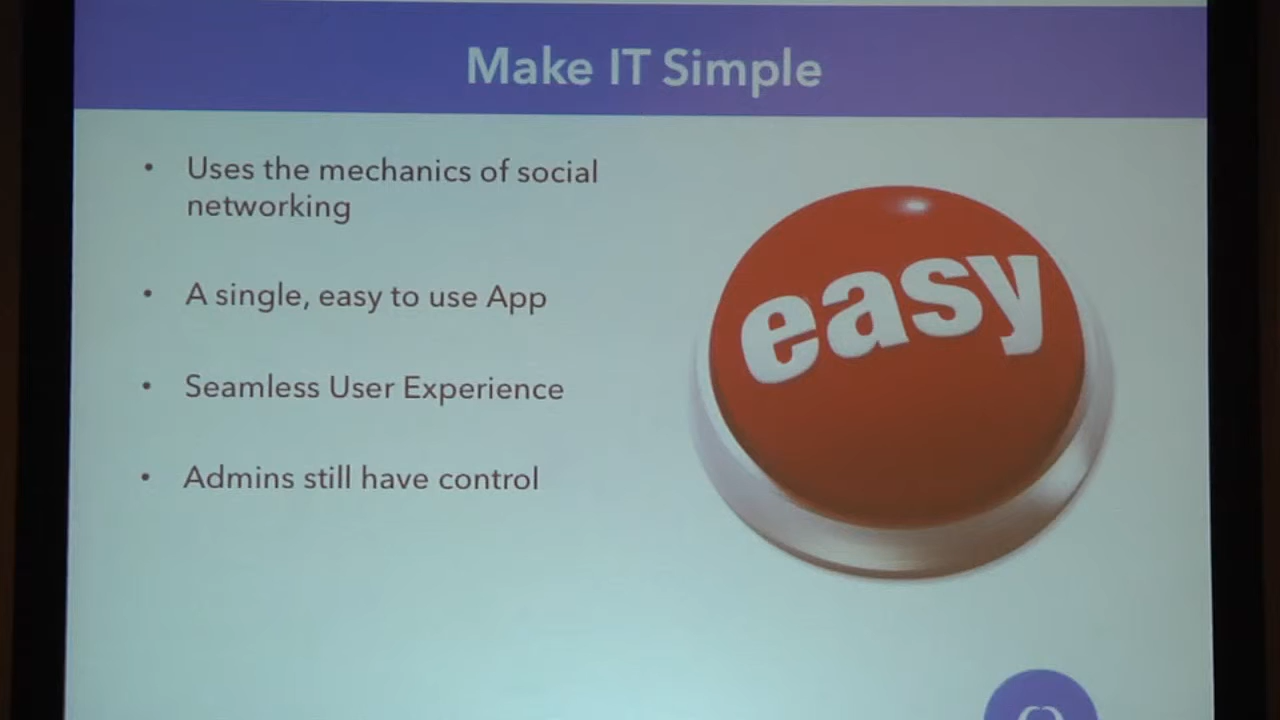 Make IT Simple
• Uses the mechanics of social
networking
• A single, easy to use App
• Seamless User Experience
• Admins still have control
easy